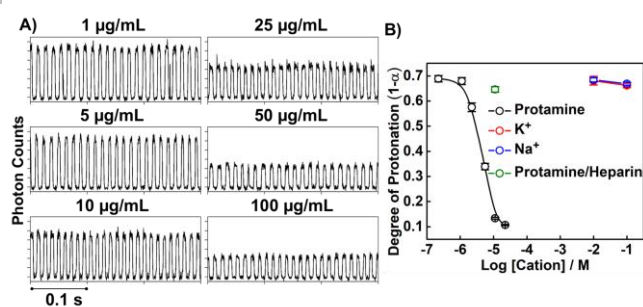 A)
1 µg/mL
25 µg/mL
5 µg/mL
50 µg/mL
10 µg/mL
100 µg/mL
Photon Counts
0.1 s
B)
Degree of Protonation (1-α)
0.7
0.6
0.5
0.4
0.3
0.2
0.1
Protamine
K⁺
Na⁺
Protamine/Heparin
-7 -6 -5 -4 -3 -2 -1 0
Log [Cation] / M